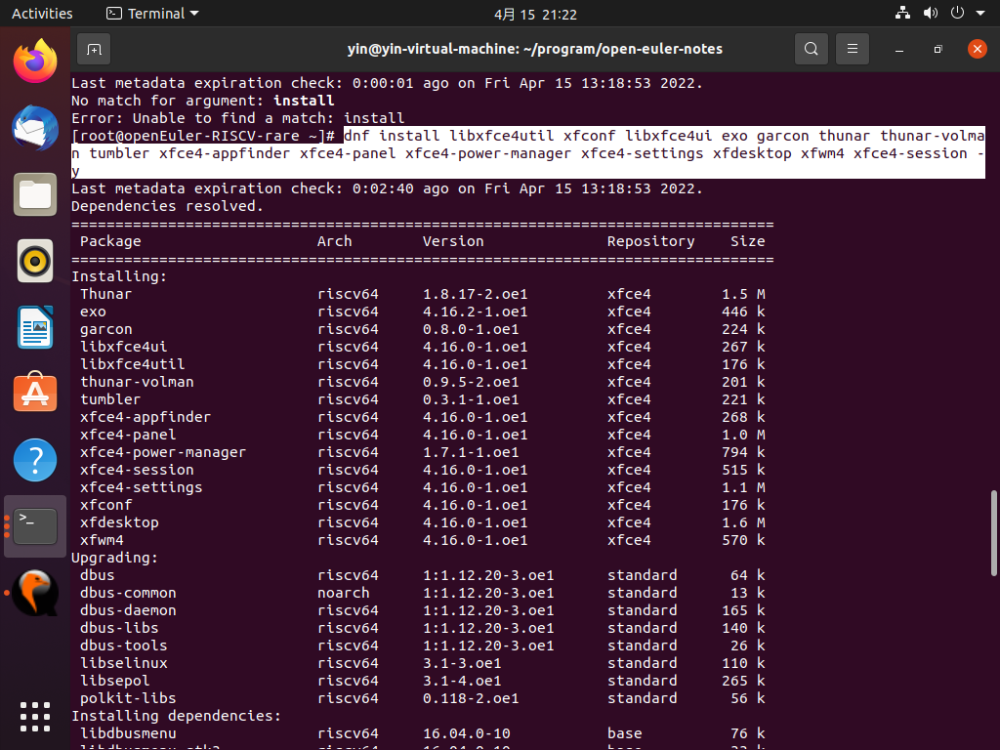 Activities Terminal 4月 15 21:22
yin@yin-virtual-machine: ~/program/open-euler-notes
Last metadata expiration check: 0:00:01 ago on Fri Apr 15 13:18:53 2022.
No match for argument: install
Error: Unable to find a match: install
[root@openEuler-RISCV-rare ~]# dnf install libxfce4util xfconf libxfce4ui exo garcon thunar thunar-volma
n tumbler xfce4-appfinder xfce4-panel xfce4-power-manager xfce4-settings xfdesktop xfwm4 xfce4-session -
y
Last metadata expiration check: 0:02:40 ago on Fri Apr 15 13:18:53 2022.
Dependencies resolved.
================================================================================
Package Arch Version Repository Size
================================================================================
Installing:
Thunar riscv64 1.8.17-2.oe1 xfce4 1.5 M
exo riscv64 4.16.2-1.oe1 xfce4 446 k
garcon riscv64 0.8.0-1.oe1 xfce4 224 k
libxfce4ui riscv64 4.16.0-1.oe1 xfce4 267 k
libxfce4util riscv64 4.16.0-1.oe1 xfce4 176 k
thunar-volman riscv64 0.9.5-2.oe1 xfce4 201 k
tumbler riscv64 0.3.1-1.oe1 xfce4 221 k
xfce4-appfinder riscv64 4.16.0-1.oe1 xfce4 268 k
xfce4-panel riscv64 4.16.0-1.oe1 xfce4 1.0 M
xfce4-power-manager riscv64 1.7.1-1.oe1 xfce4 794 k
xfce4-session riscv64 4.16.0-1.oe1 xfce4 515 k
xfce4-settings riscv64 4.16.0-1.oe1 xfce4 1.1 M
xfconf riscv64 4.16.0-1.oe1 xfce4 176 k
xfdesktop riscv64 4.16.0-1.oe1 xfce4 1.6 M
xfwm4 riscv64 4.16.0-1.oe1 xfce4 570 k
Upgrading:
dbus riscv64 1:1.12.20-3.oe1 standard 64 k
dbus-common noarch 1:1.12.20-3.oe1 standard 13 k
dbus-daemon riscv64 1:1.12.20-3.oe1 standard 165 k
dbus-libs riscv64 1:1.12.20-3.oe1 standard 140 k
dbus-tools riscv64 1:1.12.20-3.oe1 standard 26 k
libselinux riscv64 3.1-3.oe1 standard 110 k
libsepol riscv64 3.1-4.oe1 standard 265 k
polkit-libs riscv64 0.118-2.oe1 standard 56 k
Installing dependencies:
libdbusmenu riscv64 16.04.0-10 base 76 k